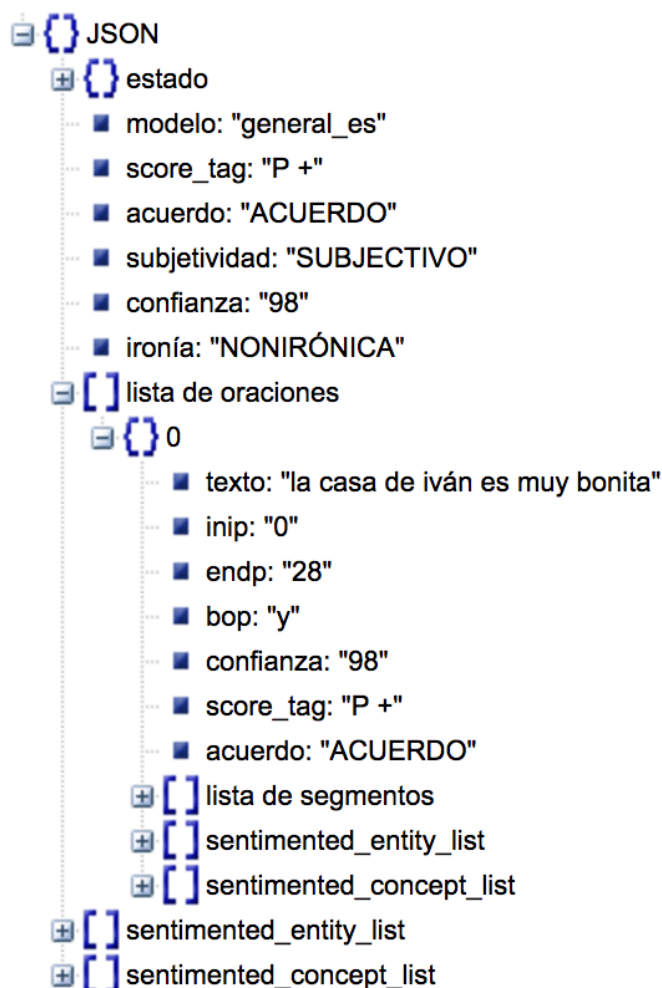 JSON
estado
modelo: "general_es"
score_tag: "P +"
acuerdo: "ACUERDO"
subjetividad: "SUBJECTIVO"
confianza: "98"
ironía: "NONIRÓNICA"
lista de oraciones
0
texto: "la casa de iván es muy bonita"
inip: "0"
endp: "28"
bop: "y"
confianza: "98"
score_tag: "P +"
acuerdo: "ACUERDO"
lista de segmentos
sentimented_entity_list
sentimented_concept_list
sentimented_entity_list
sentimented_concept_list